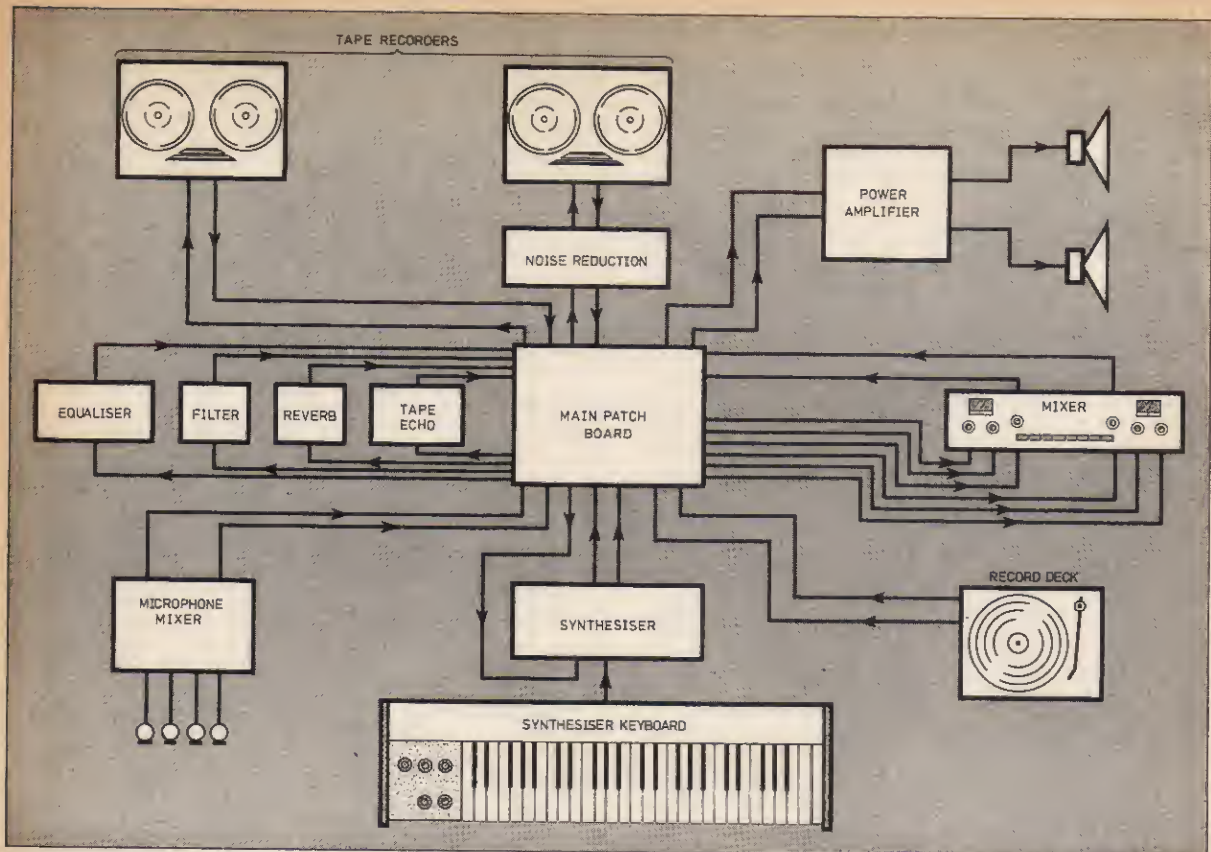 TAPE RECORDERS
POWER
AMPLIFIER
NOISE REDUCTION
EQUALISER
FILTER
REVERB
TAPE
ECHO
MAIN PATCH
BOARD
MIXER
MICROPHONE
MIXER
SYNTHESISER
RECORD DECK
SYNTHESISER KEYBOARD